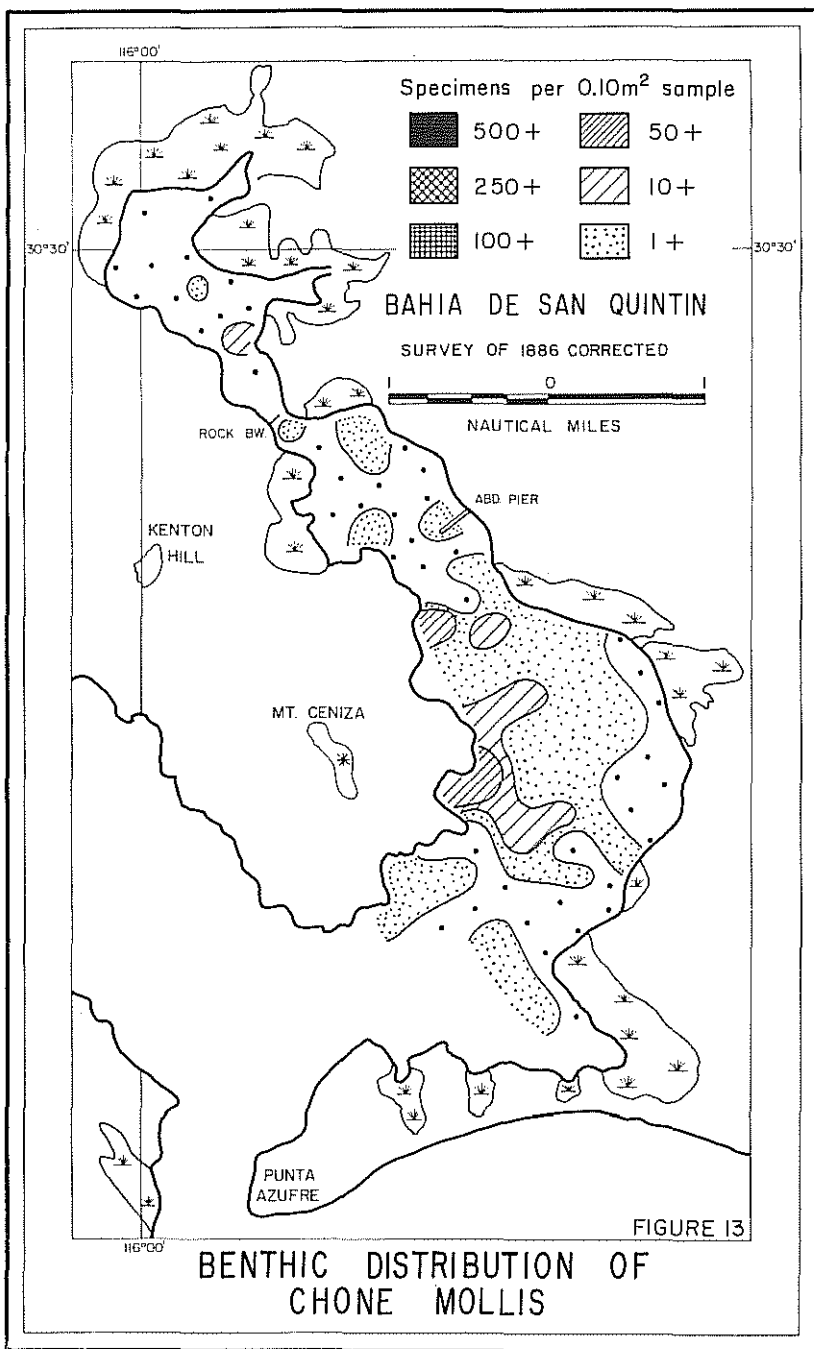 116°00'
Specimens per 0.10m² sample
500+ 50+
250+ 10+
100+ 1+
30°30' 30°30'
BAHIA DE SAN QUINTIN
SURVEY OF 1886 CORRECTED
1 0 1
NAUTICAL MILES
ROCK BW.
ABD. PIER
KENTON
HILL
MT. CENIZA
PUNTA
AZUFRE
FIGURE 13
116°00'
BENTHIC DISTRIBUTION OF
CHONE MOLLIS